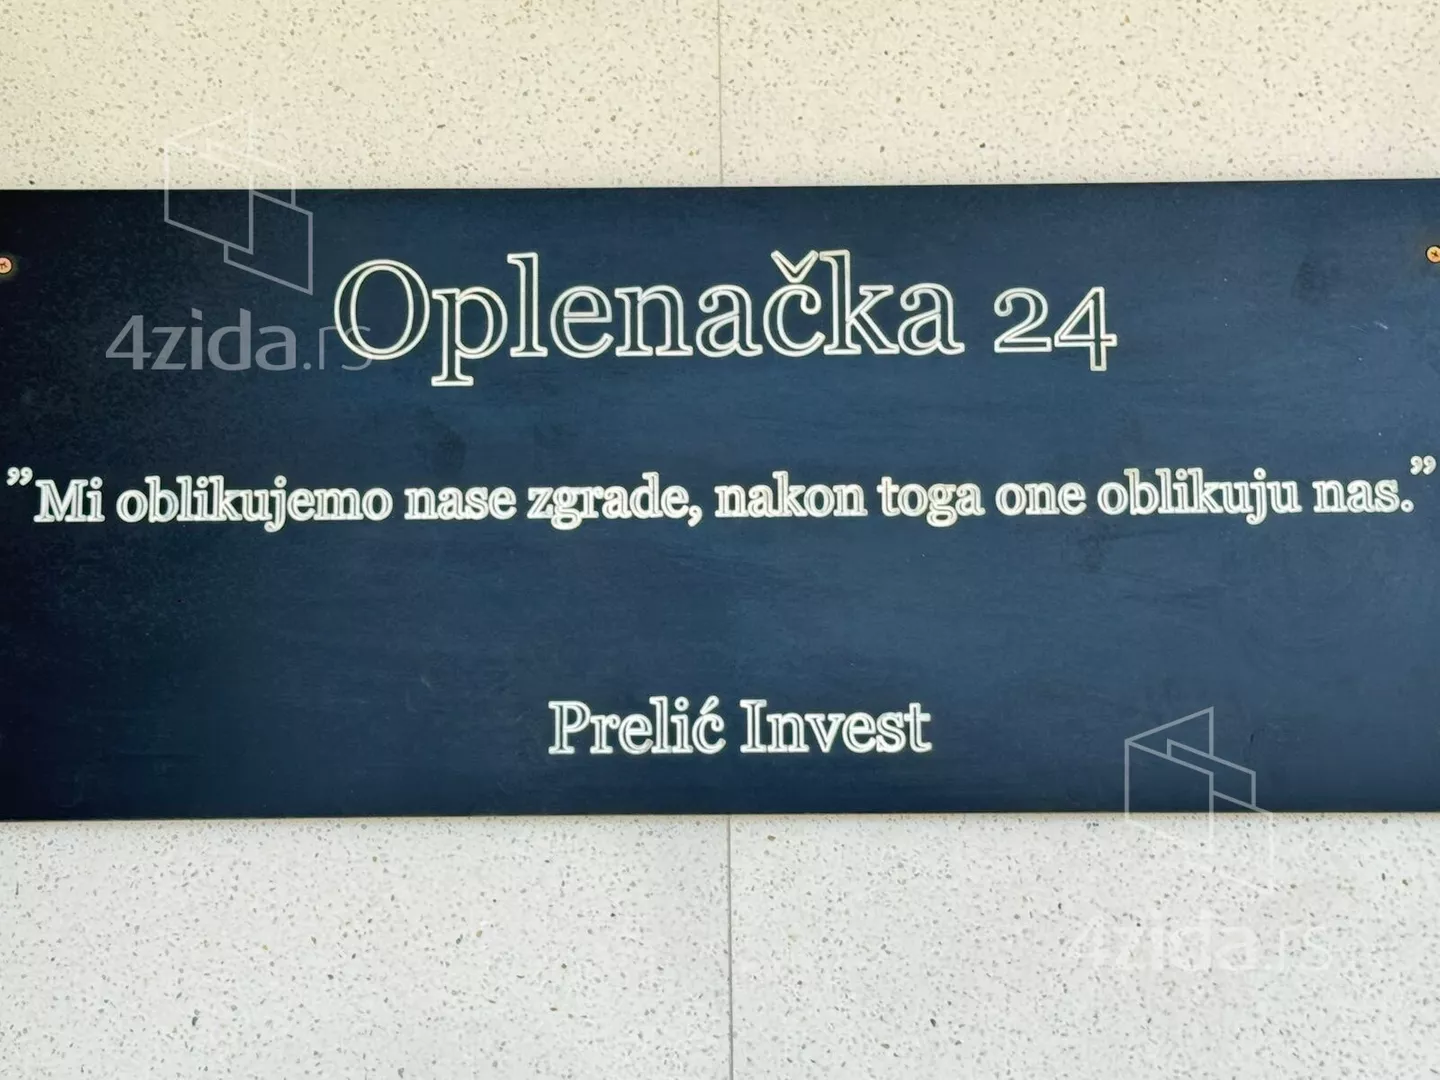 Oplenačka 24
4zida.rs
”Mi oblikujemo nase zgrade, nakon toga one oblikuju nas.”
Prelić Invest
4zida.rs